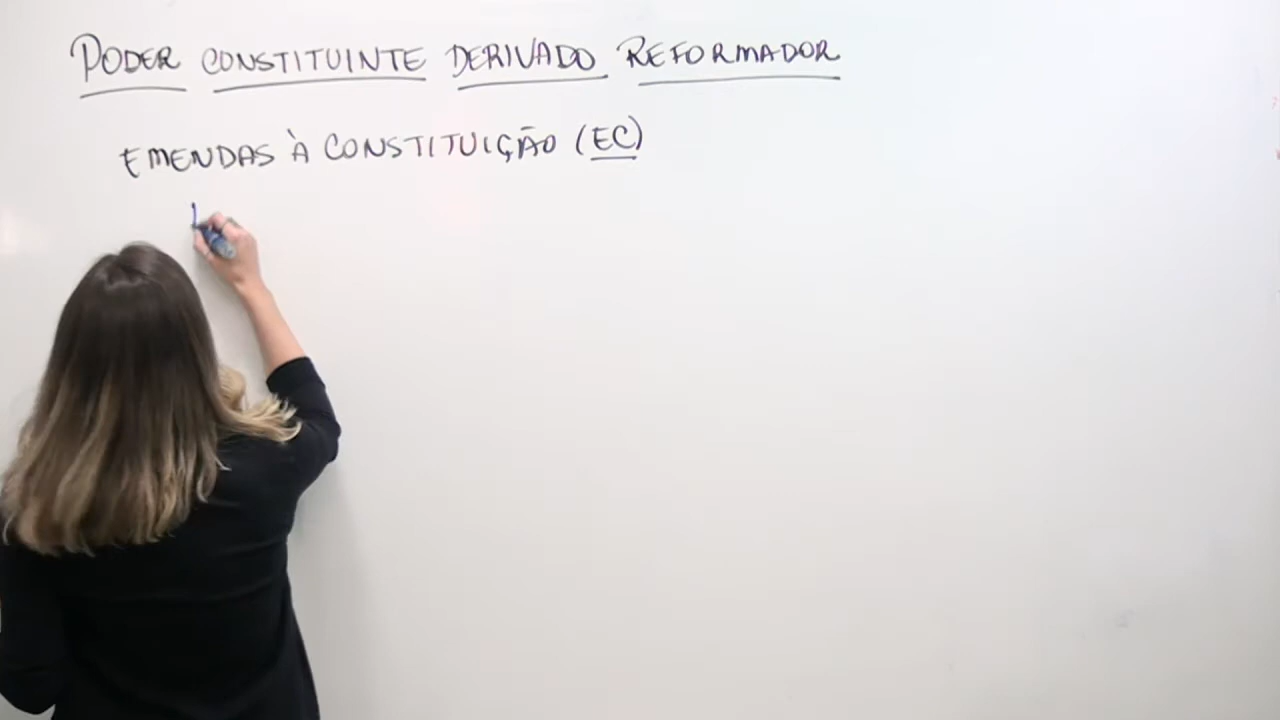 PODER CONSTITUINTE DERIVADO REFORMADOR
EMENDAS À CONSTITUIÇÃO (EC)